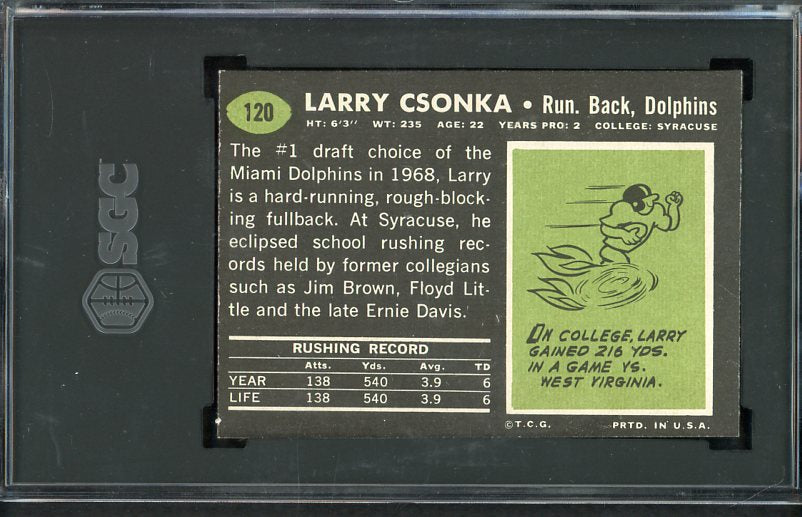 SGC
120
LARRY CSONKA • Run. Back, Dolphins
HT: 6'3" WT: 235 AGE: 22 YEARS PRO: 2 COLLEGE: SYRACUSE
The #1 draft choice of the
Miami Dolphins in 1968, Larry
is a hard-running, rough-block-
ing fullback. At Syracuse, he
eclipsed school rushing rec-
ords held by former collegians
such as Jim Brown, Floyd Lit-
tle and the late Ernie Davis.
RUSHING RECORD
Atts. Yds. Avg. TD
YEAR 138 540 3.9 6
LIFE 138 540 3.9 6
IN COLLEGE, LARRY
GAINED 216 YDS.
IN A GAME VS.
WEST VIRGINIA.
© T.C.G. PRTD. IN U.S.A.